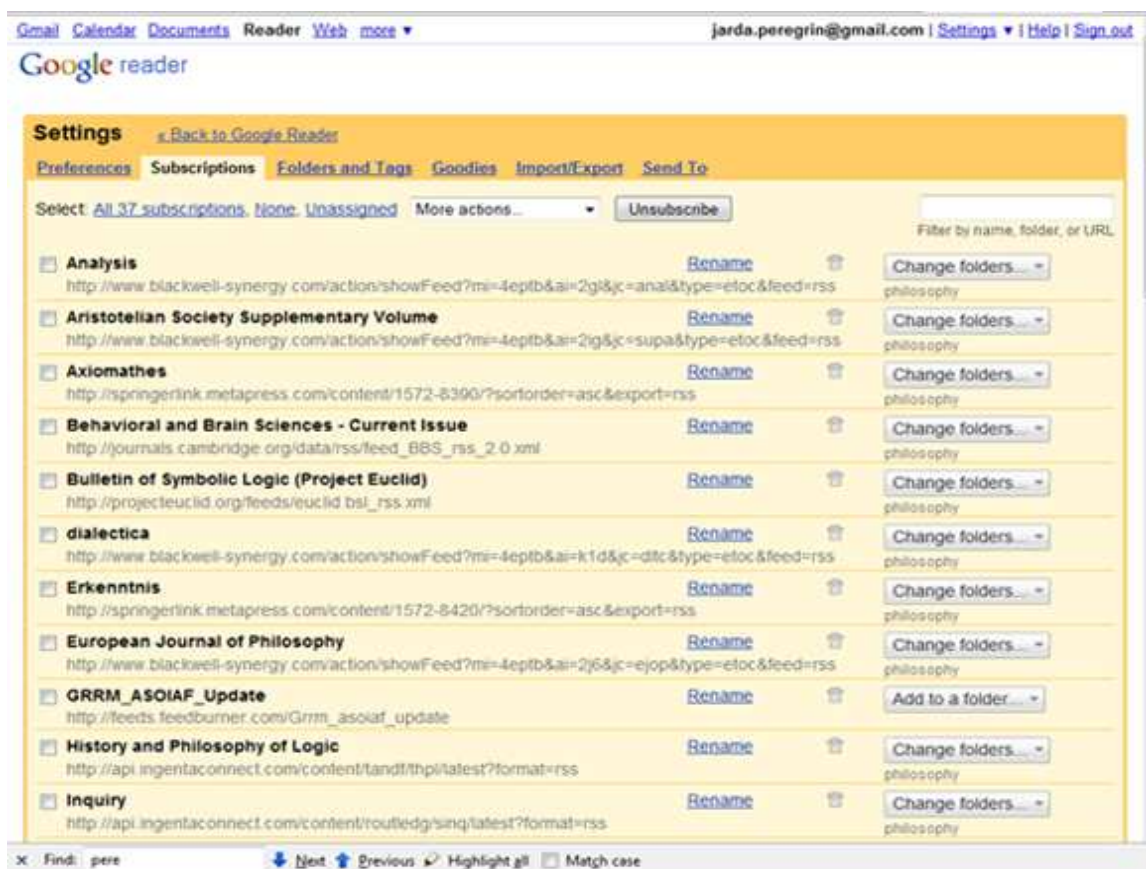 Gmail Calendar Documents Reader Web more ▼ jarda.peregrin@gmail.com | Settings ▼ | Help | Sign out
Google reader
Settings « Back to Google Reader
Preferences Subscriptions Folders and Tags Goodies Import/Export Send To
Select: All 37 subscriptions, None, Unassigned More actions... Unsubscribe
Filter by name, folder, or URL
Analysis Rename Change folders...
http://www.blackwell-synergy.com/action/showFeed?mi=4eptb&ai=2gl&jc=anal&type=etoc&feed=rss philosophy
Aristotelian Society Supplementary Volume Rename Change folders...
http://www.blackwell-synergy.com/action/showFeed?mi=4eptb&ai=2ig&jc=supa&type=etoc&feed=rss philosophy
Axiomathes Rename Change folders...
http://springerlink.metapress.com/content/1572-8390/?sortorder=asc&export=rss philosophy
Behavioral and Brain Sciences - Current Issue Rename Change folders...
http://journals.cambridge.org/data/rss/feed_BBS_rss_2.0.xml philosophy
Bulletin of Symbolic Logic (Project Euclid) Rename Change folders...
http://projecteuclid.org/feeds/euclid.bsl_rss.xml philosophy
dialectica Rename Change folders...
http://www.blackwell-synergy.com/action/showFeed?mi=4eptb&ai=k1d&jc=ditc&type=etoc&feed=rss philosophy
Erkenntnis Rename Change folders...
http://springerlink.metapress.com/content/1572-8420/?sortorder=asc&export=rss philosophy
European Journal of Philosophy Rename Change folders...
http://www.blackwell-synergy.com/action/showFeed?mi=4eptb&ai=2j6&jc=ejop&type=etoc&feed=rss philosophy
GRRM_ASOIAF_Update Rename Add to a folder...
http://feeds.feedburner.com/Grrm_asoiaf_update
History and Philosophy of Logic Rename Change folders...
http://api.ingentaconnect.com/content/tandf/thpl/latest?format=rss philosophy
Inquiry Rename Change folders...
http://api.ingentaconnect.com/content/routledg/sinq/latest?format=rss philosophy
× Find: pere Next Previous Highlight all Match case